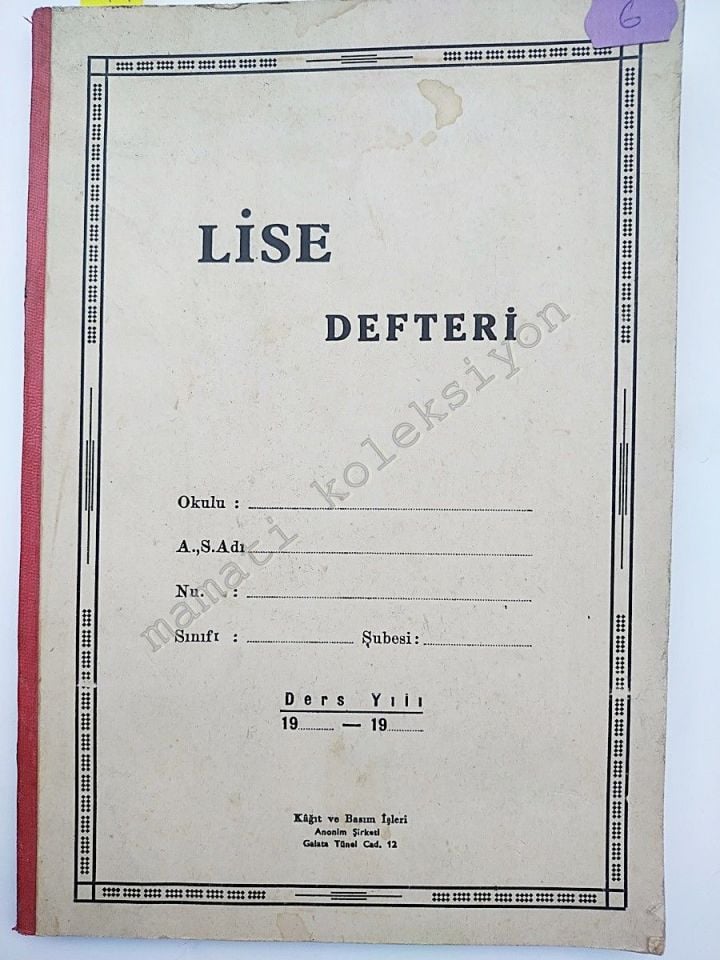 6
LİSE
DEFTERİ
Okulu :
A.,S.Adı
Nu. :
Sınıfı : Şubesi :
Ders Yılı
19 — 19
Kâğıt ve Basım İşleri
Anonim Şirketi
Galata Tünel Cad. 12
mamati koleksiyon